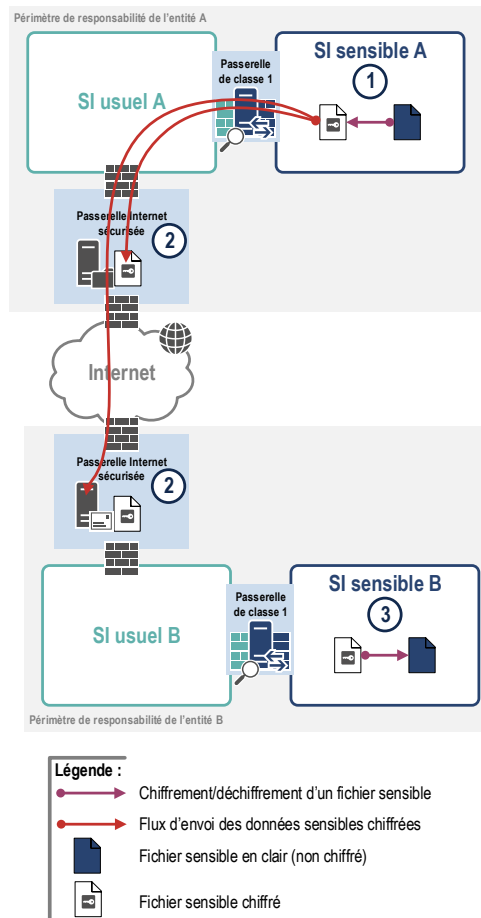 Périmètre de responsabilité de l'entité A
SI usuel A
Passerelle
de classe 1
SI sensible A
1
Passerelle Internet
sécurisée
2
Internet
Passerelle Internet
sécurisée
2
SI usuel B
Passerelle
de classe 1
SI sensible B
3
Périmètre de responsabilité de l'entité B
Légende :
Chiffrement/déchiffrement d'un fichier sensible
Flux d'envoi des données sensibles chiffrées
Fichier sensible en clair (non chiffré)
Fichier sensible chiffré